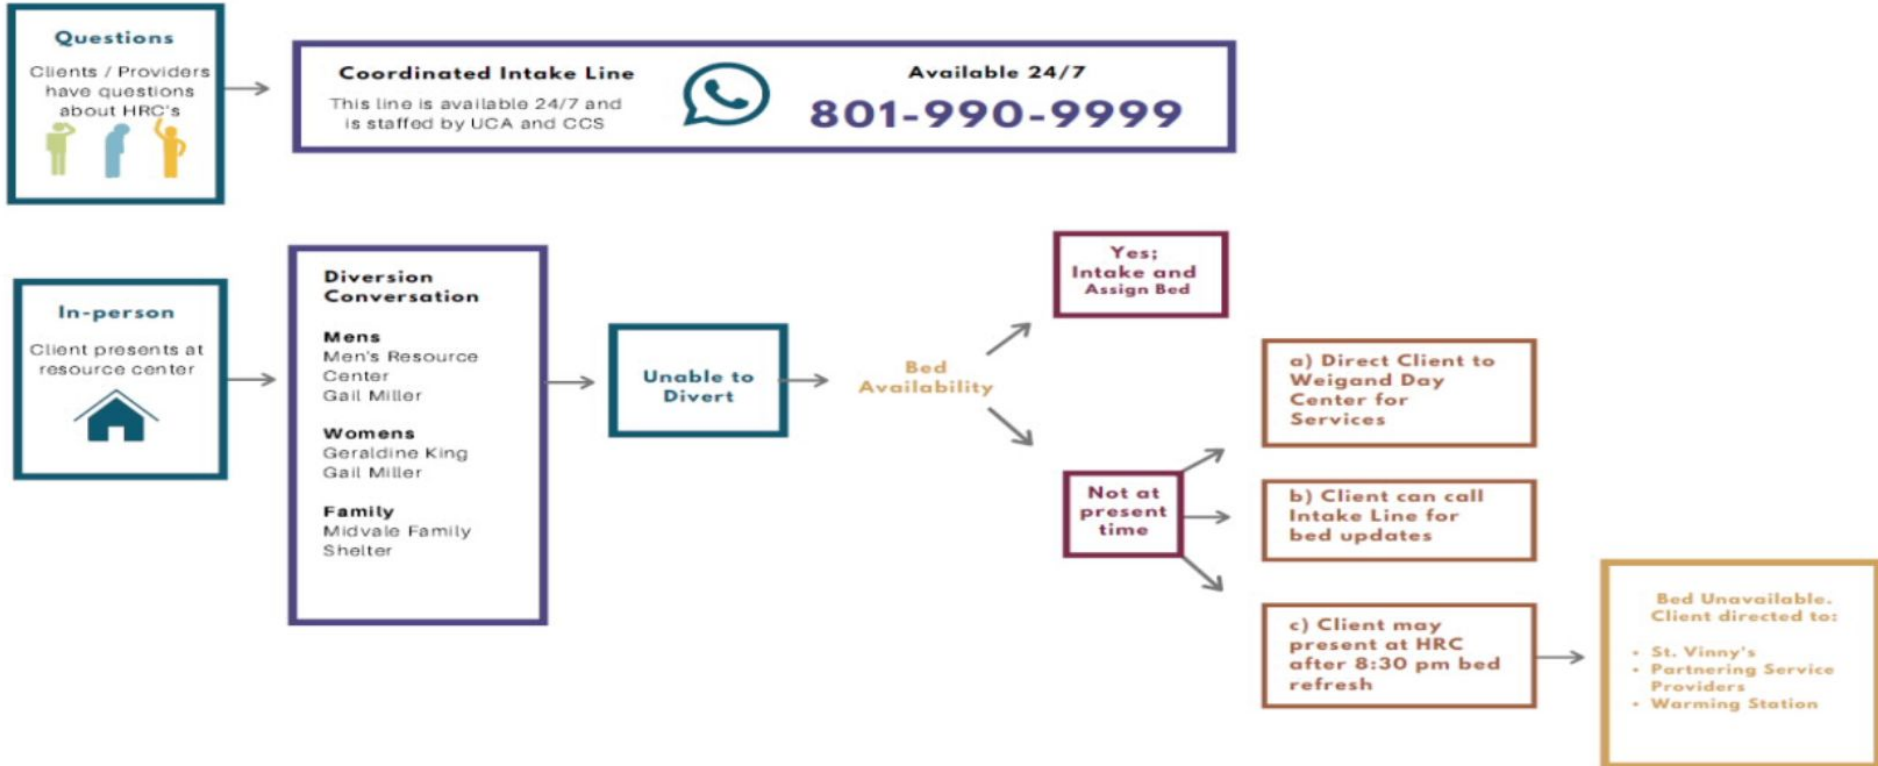 Questions
Clients / Providers
have questions
about HRC's
Coordinated Intake Line
This line is available 24/7 and
is staffed by UCA and CCS
Available 24/7
801-990-9999
In-person
Client presents at
resource center
Diversion
Conversation
Mens
Men's Resource
Center
Gail Miller
Womens
Geraldine King
Gail Miller
Family
Midvale Family
Shelter
Unable to
Divert
Bed
Availability
Yes;
Intake and
Assign Bed
Not at
present
time
a) Direct Client to
Weigand Day
Center for
Services
b) Client can call
Intake Line for
bed updates
c) Client may
present at HRC
after 8:30 pm bed
refresh
Bed Unavailable.
Client directed to:
• St. Vinny's
• Partnering Service
Providers
• Warming Station